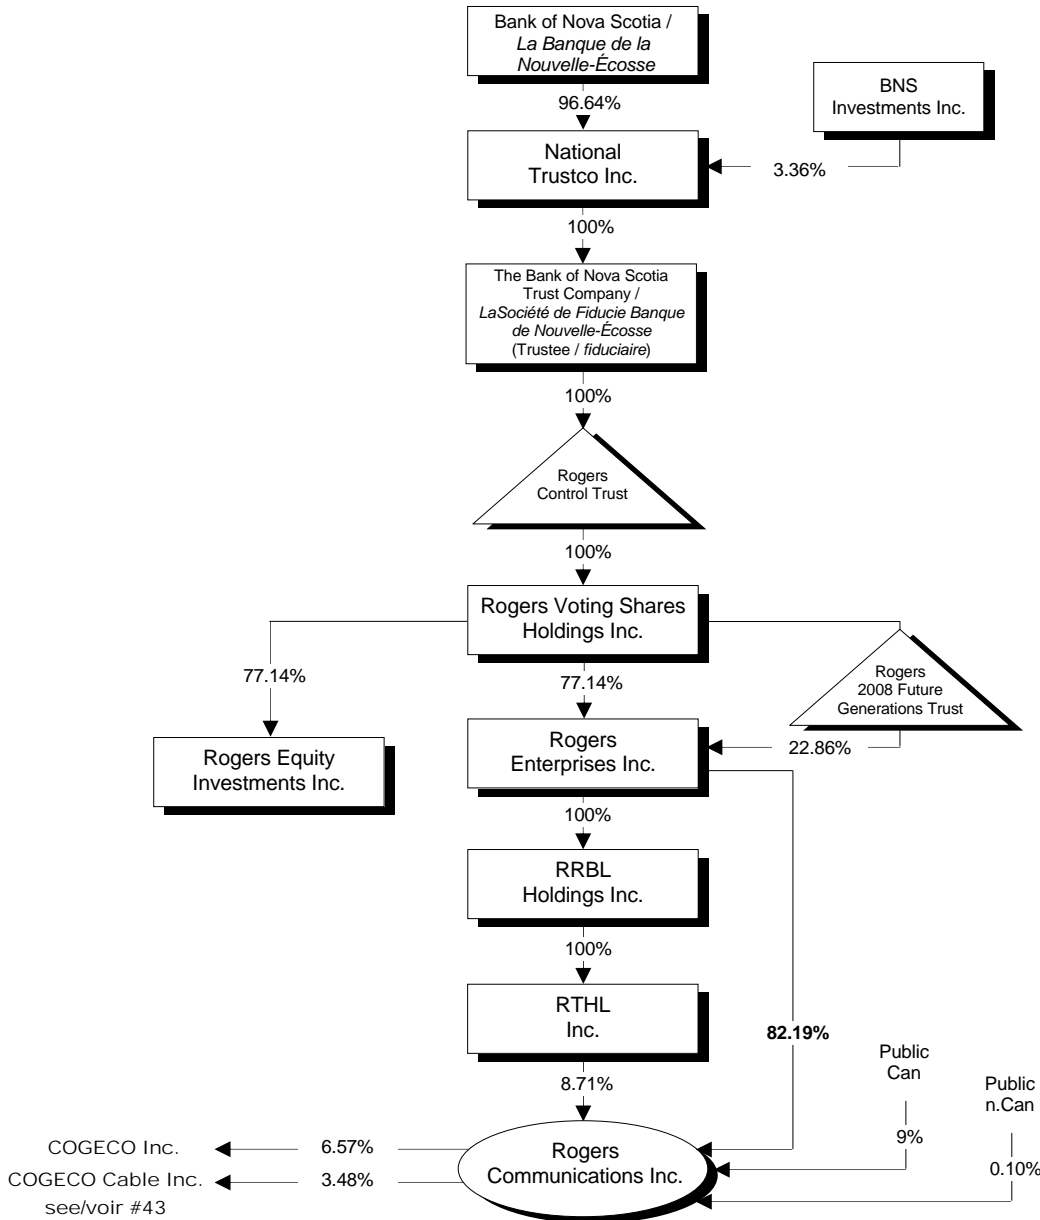 Bank of Nova Scotia /
La Banque de la
Nouvelle-Écosse
96.64%
BNS
Investments Inc.
National
Trustco Inc.
3.36%
100%
The Bank of Nova Scotia
Trust Company /
LaSociété de Fiducie Banque
de Nouvelle-Écosse
(Trustee / fiduciaire)
100%
Rogers
Control Trust
100%
Rogers Voting Shares
Holdings Inc.
77.14%
77.14%
Rogers
2008 Future
Generations Trust
Rogers Equity
Investments Inc.
Rogers
Enterprises Inc.
22.86%
100%
RRBL
Holdings Inc.
100%
RTHL
Inc.
82.19%
8.71%
Public
Can
Public
n.Can
9%
0.10%
COGECO Inc.
6.57%
Rogers
Communications Inc.
COGECO Cable Inc.
3.48%
see/voir #43